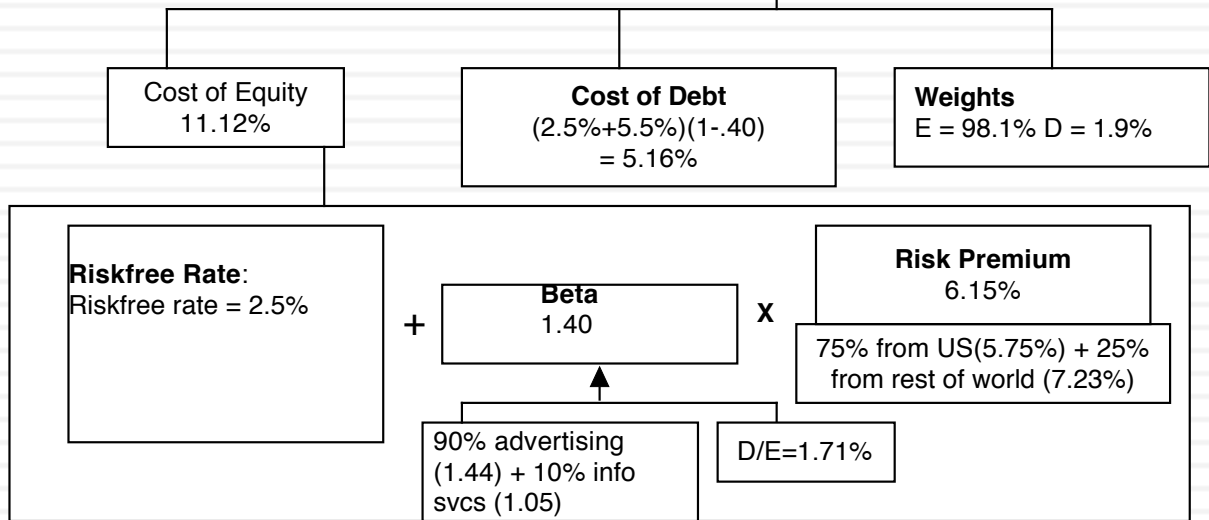 Cost of Equity
11.12%
Cost of Debt
(2.5%+5.5%)(1-.40)
= 5.16%
Weights
E = 98.1% D = 1.9%
Riskfree Rate:
Riskfree rate = 2.5%
+
Beta
1.40
X
Risk Premium
6.15%
75% from US(5.75%) + 25%
from rest of world (7.23%)
90% advertising
(1.44) + 10% info
svcs (1.05)
D/E=1.71%